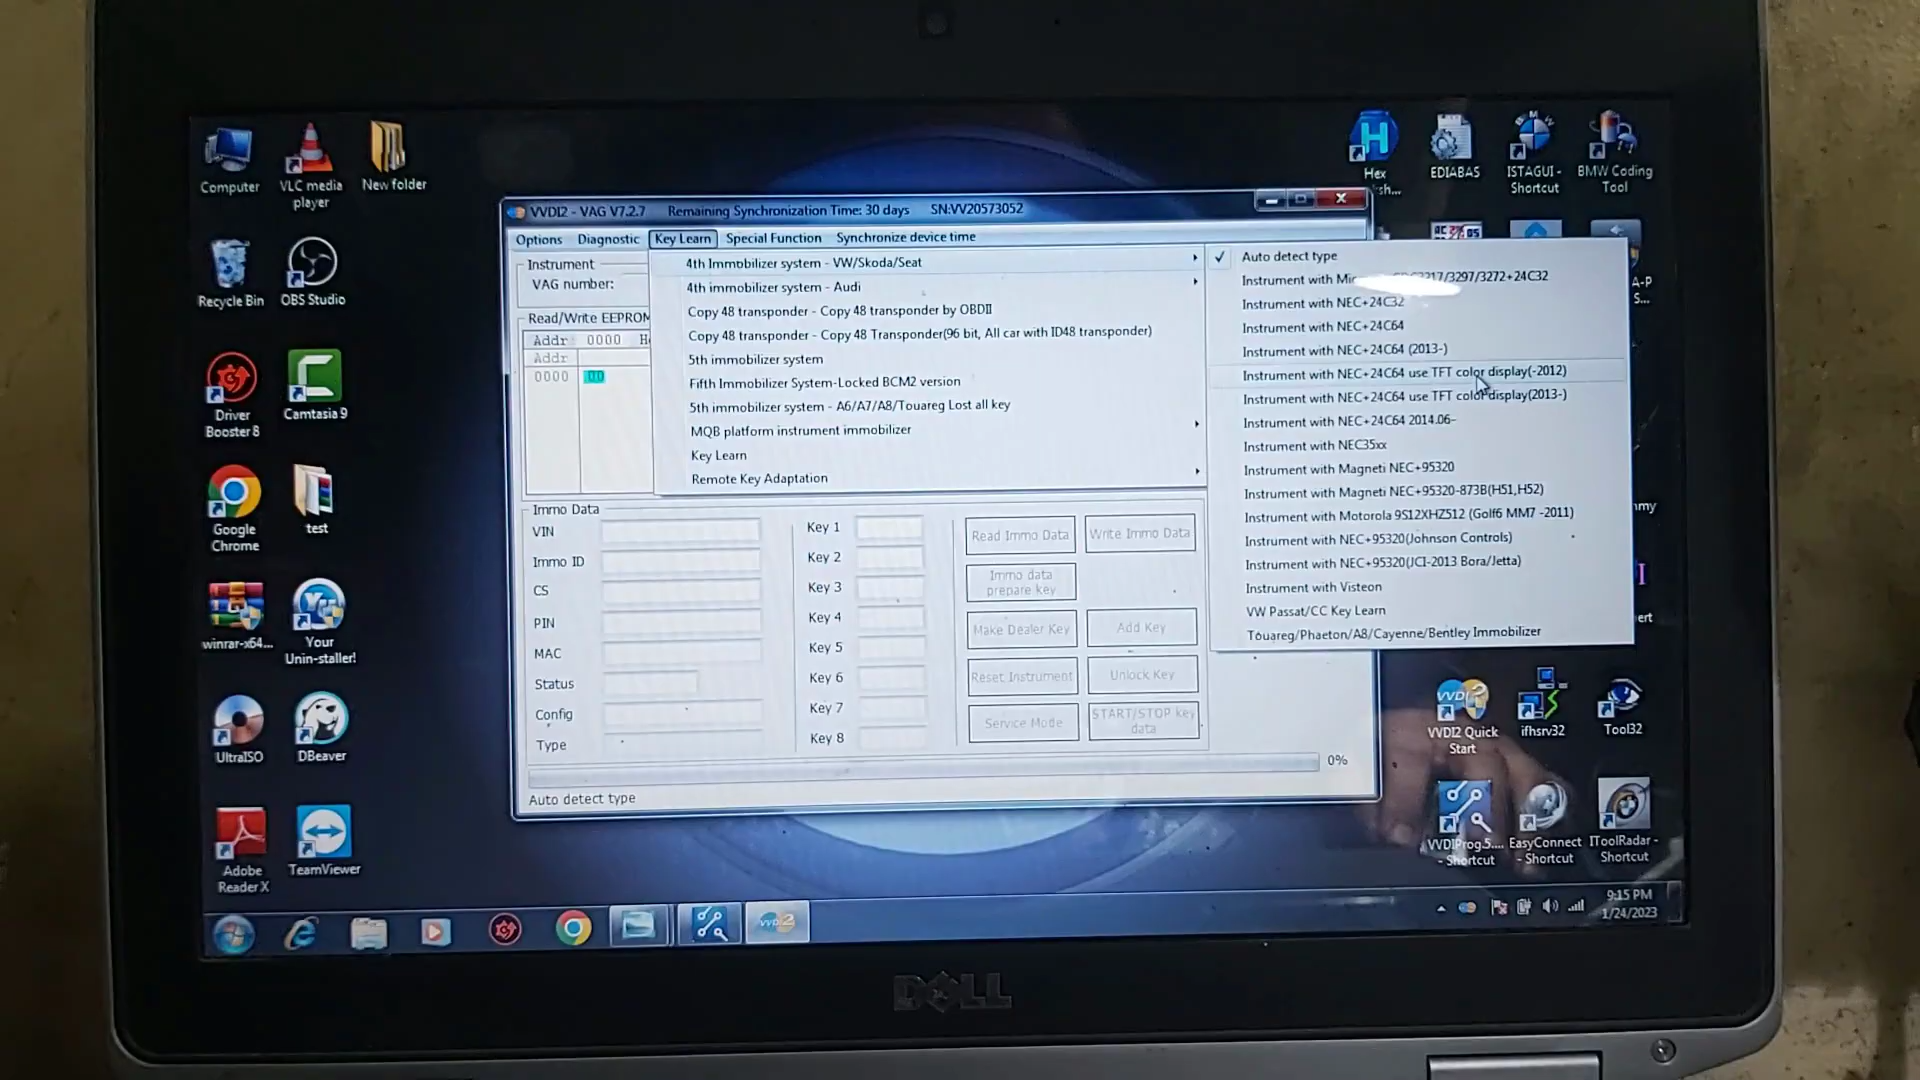 Computer
VLC media
player
New folder
Recycle Bin
OBS Studio
Driver
Booster 8
Camtasia 9
Google
Chrome
test
winrar-x64...
Your
Unin-staller!
UltraISO
DBeaver
Adobe
Reader X
TeamViewer
Hex
EDIABAS
ISTAGUI -
Shortcut
BMW Coding
Tool
VVDI2 - VAG V7.2.7 Remaining Synchronization Time: 30 days SN:VV20573052
Options Diagnostic Key Learn Special Function Synchronize device time
Instrument
VAG number:
Read/Write EEPROM
Addr: 0000
Addr
0000
4th Immobilizer system - VW/Skoda/Seat
4th immobilizer system - Audi
Copy 48 transponder - Copy 48 transponder by OBDII
Copy 48 transponder - Copy 48 Transponder(96 bit, All car with ID48 transponder)
5th immobilizer system
Fifth Immobilizer System-Locked BCM2 version
5th immobilizer system - A6/A7/A8/Touareg Lost all key
MQB platform instrument immobilizer
Key Learn
Remote Key Adaptation
Auto detect type
Instrument with
Instrument with NEC+24C32
Instrument with NEC+24C64
Instrument with NEC+24C64 (2013-)
Instrument with NEC+24C64 use TFT color display(-2012)
Instrument with NEC+24C64 use TFT color display(2013-)
Instrument with NEC+24C64 2014.06-
Instrument with NEC35xx
Instrument with Magneti NEC+95320
Instrument with Magneti NEC+95320-873B(H51,H52)
Instrument with Motorola 9S12XHZ512 (Golf6 MM7 -2011)
Instrument with NEC+95320(Johnson Controls)
Instrument with NEC+95320(JCI-2013 Bora/Jetta)
Instrument with Visteon
VW Passat/CC Key Learn
Touareg/Phaeton/A8/Cayenne/Bentley Immobilizer
Immo Data
VIN
Immo ID
CS
PIN
MAC
Status
Config
Type
Key 1
Key 2
Key 3
Key 4
Key 5
Key 6
Key 7
Key 8
Read Immo Data
Write Immo Data
Immo data
prepare key
Make Dealer Key
Add Key
Reset Instrument
Unlock Key
Service Mode
START/STOP key
data
0%
Auto detect type
VVDI2 Quick
Start
ifhsrv32
Tool32
VVDIProg5....
- Shortcut
EasyConnect
- Shortcut
IToolRadar -
Shortcut
9:15 PM
1/24/2023
DELL